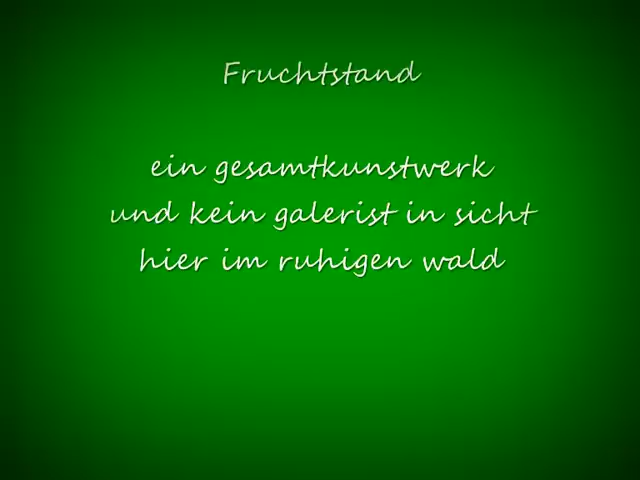 Fruchtstand
ein gesamtkunstwerk
und kein galerist in sicht
hier im ruhigen wald